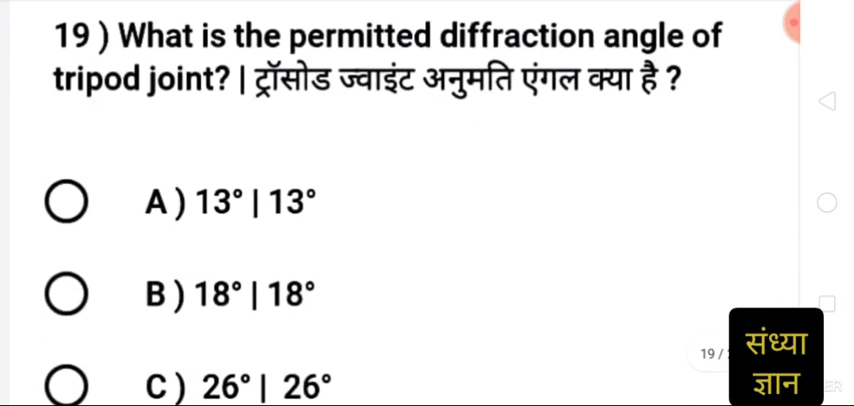 19 ) What is the permitted diffraction angle of
tripod joint? | ट्रॉसोड ज्वाइंट अनुमति एंगल क्या है ?
A ) 13° | 13°
B ) 18° | 18°
C ) 26° | 26°
19 /
संध्या
ज्ञान